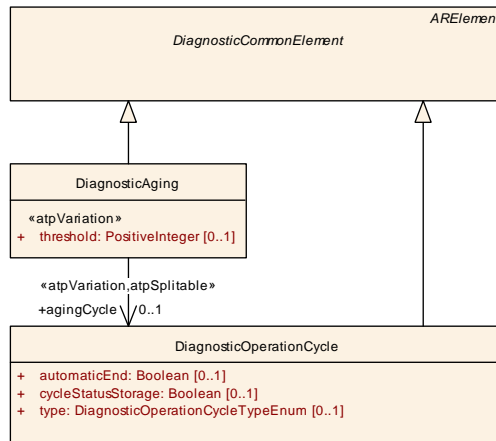 ARElement
DiagnosticCommonElement
DiagnosticAging
«atpVariation»
+ threshold: PositiveInteger [0..1]
«atpVariation,atpSplitable»
+agingCycle 0..1
DiagnosticOperationCycle
+ automaticEnd: Boolean [0..1]
+ cycleStatusStorage: Boolean [0..1]
+ type: DiagnosticOperationCycleTypeEnum [0..1]